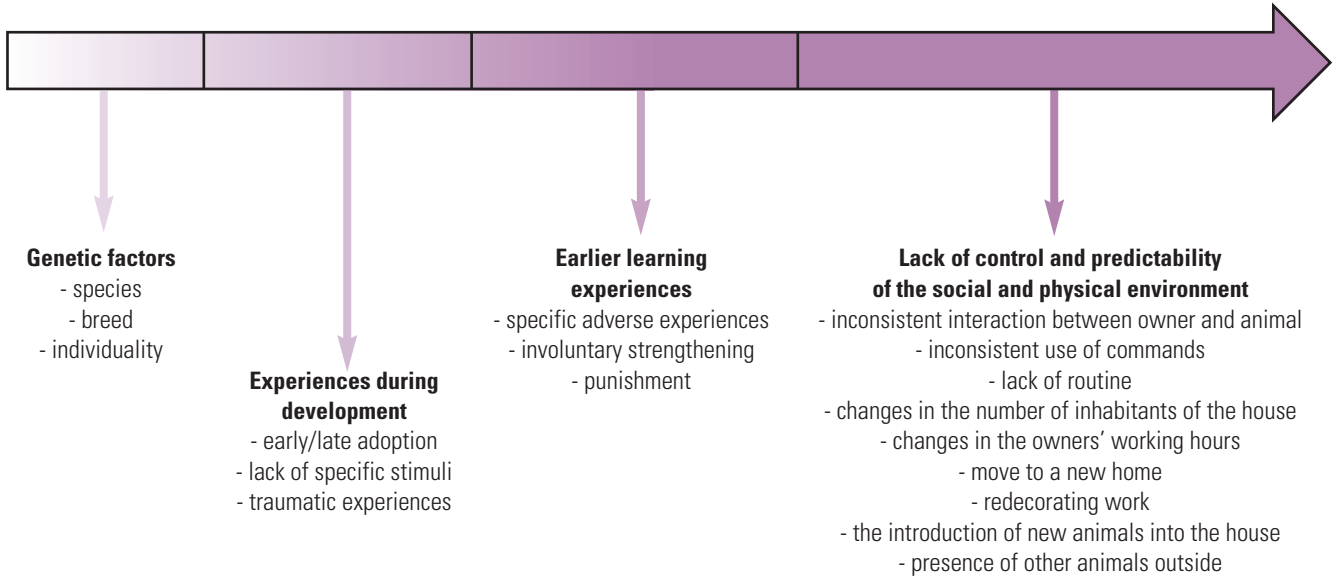 Genetic factors
- species
- breed
- individuality
Experiences during
development
- early/late adoption
- lack of specific stimuli
- traumatic experiences
Earlier learning
experiences
- specific adverse experiences
- involuntary strengthening
- punishment
Lack of control and predictability
of the social and physical environment
- inconsistent interaction between owner and animal
- inconsistent use of commands
- lack of routine
- changes in the number of inhabitants of the house
- changes in the owners’ working hours
- move to a new home
- redecorating work
- the introduction of new animals into the house
- presence of other animals outside